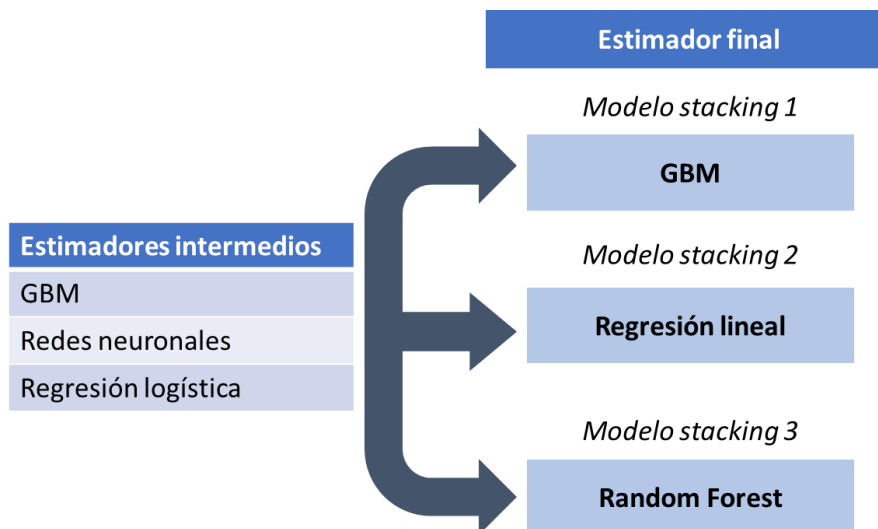 Estimadores intermedios
GBM
Redes neuronales
Regresión logística
Estimador final
Modelo stacking 1
GBM
Modelo stacking 2
Regresión lineal
Modelo stacking 3
Random Forest